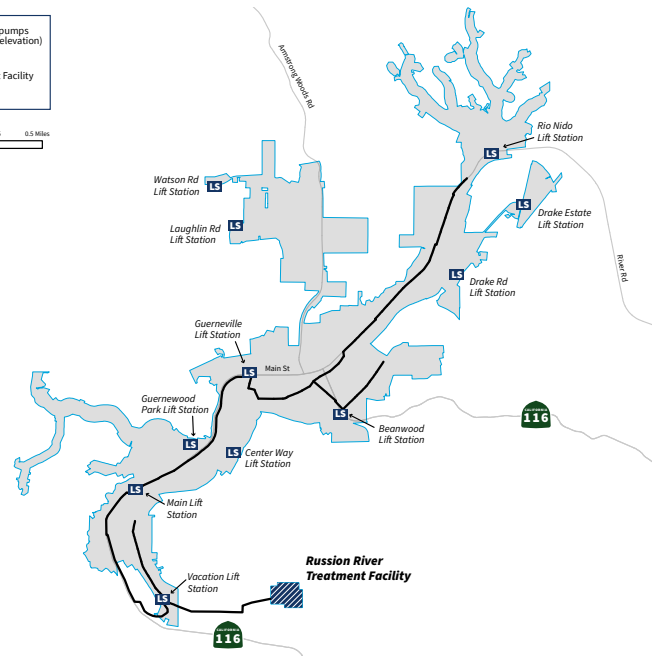 pumps
elevation)
Facility
0.5 Miles
Armstrong Woods Rd
Rio Nido
Lift Station
Watson Rd
Lift Station
LS
LS
LS
Drake Estate
Lift Station
Laughlin Rd
Lift Station
LS
River Rd
LS
Drake Rd
Lift Station
Guerneville
Lift Station
LS
Main St
Guernewood
Park Lift Station
LS
CALIFORNIA
116
Beanwood
Lift Station
LS
LS
Center Way
Lift Station
LS
Main Lift
Station
Russion River
Treatment Facility
Vacation Lift
Station
LS
CALIFORNIA
116